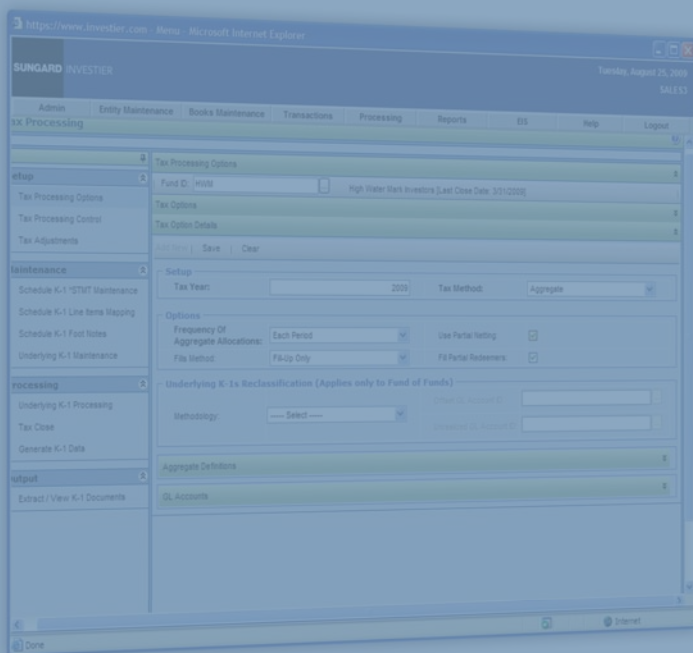 https://www.investier.com - Menu - Microsoft Internet Explorer
SUNGARD INVESTIER
Tuesday, August 25, 2009
SALES3
Admin Entity Maintenance Books Maintenance Transactions Processing Reports EIS Help Logout
ax Processing
Tax Processing Options
Fund ID: HWM ... High Water Mark Investors [Last Close Date: 3/31/2009]
Tax Options
Tax Option Details
Save | Clear
etup
Tax Processing Options
Tax Processing Control
Tax Adjustments
Maintenance
Schedule K-1 *STMT Maintenance
Schedule K-1 Line Items Mapping
Schedule K-1 Foot Notes
Underlying K-1 Maintenance
rocessing
Underlying K-1 Processing
Tax Close
Generate K-1 Data
utput
Extract / View K-1 Documents
Setup
Tax Year: 2009 Tax Method: Aggregate
Options
Frequency Of
Aggregate Allocations: Each Period Use Partial Netting:
Fills Method: Fill-Up Only Fill Partial Redeemers:
Underlying K-1s Reclassification (Applies only to Fund of Funds)
Methodology: ----- Select -----
Aggregate Definitions
GL Accounts
Done
Internet